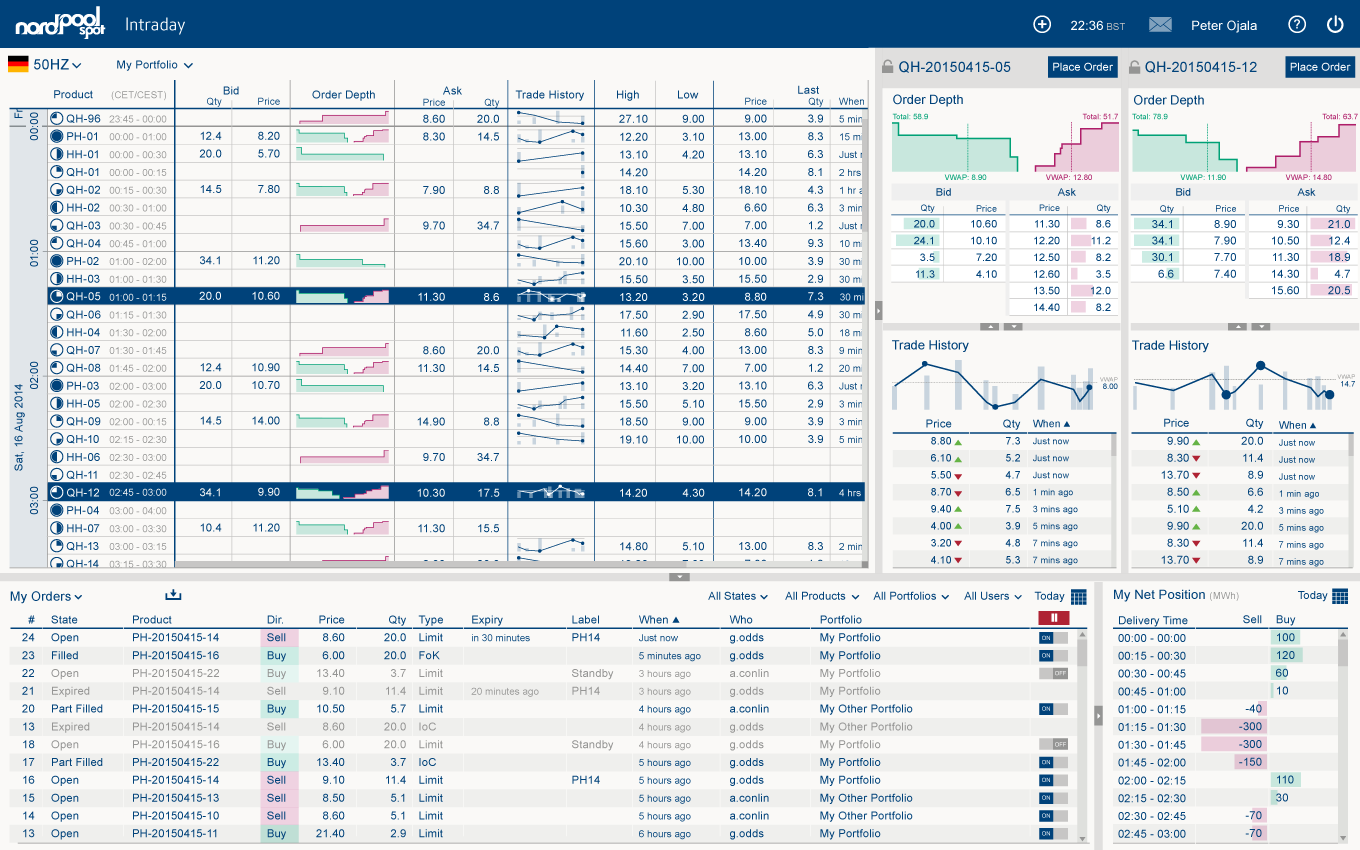 nordpool spot Intraday 22:36 BST Peter Ojala ?
50HZ My Portfolio
Product (CET/CEST) Bid Order Depth Ask Trade History High Low Last
Qty Price Price Qty Price Qty When
Fr
00:00
01:00
02:00
Sat, 16 Aug 2014
03:00
QH-96 23:45 - 00:00 8.60 20.0 27.10 9.00 9.00 3.9 5 min
PH-01 00:00 - 01:00 12.4 8.20 8.30 14.5 12.20 3.10 13.00 8.3 15 m
HH-01 00:00 - 00:30 20.0 5.70 13.10 4.20 13.10 6.3 Just r
QH-01 00:00 - 00:15 14.20 14.20 8.1 2 hrs
QH-02 00:15 - 00:30 14.5 7.80 7.90 8.8 18.10 5.30 18.10 4.3 1 hr a
HH-02 00:30 - 01:00 10.30 4.80 6.60 6.3 3 min
QH-03 00:30 - 00:45 9.70 34.7 15.50 7.00 7.00 1.2 Just r
QH-04 00:45 - 01:00 15.60 3.00 13.40 9.3 10 m
PH-02 01:00 - 02:00 34.1 11.20 20.10 10.00 10.00 3.9 30 m
HH-03 01:00 - 01:30 15.50 3.50 15.50 2.9 30 m
QH-05 01:00 - 01:15 20.0 10.60 11.30 8.6 13.20 3.20 8.80 7.3 30 mi
QH-06 01:15 - 01:30 17.50 2.90 17.50 4.9 30 m
HH-04 01:30 - 02:00 11.60 2.50 8.60 5.0 18 m
QH-07 01:30 - 01:45 8.60 20.0 15.30 4.00 13.00 8.3 9 min
QH-08 01:45 - 02:00 12.4 10.90 11.30 14.5 14.40 7.00 7.00 1.2 20 m
PH-03 02:00 - 03:00 20.0 10.70 13.10 3.20 13.10 6.3 Just r
HH-05 02:00 - 02:30 15.50 5.10 15.50 2.9 3 min
QH-09 02:00 - 00:15 14.5 14.00 14.90 8.8 18.50 9.00 9.00 3.9 3 min
QH-10 02:15 - 02:30 19.10 10.00 10.00 3.9 5 min
HH-06 02:30 - 03:00 9.70 34.7
QH-11 02:30 - 02:45
QH-12 02:45 - 03:00 34.1 9.90 10.30 17.5 14.20 4.30 14.20 8.1 4 hrs
PH-04 03:00 - 04:00
HH-07 03:00 - 03:30 10.4 11.20 11.30 15.5
QH-13 03:00 - 03:15 14.80 5.10 13.00 8.3 2 min
QH-14 03:15 - 03:30
QH-20150415-05 Place Order
Order Depth
Total: 58.9 Total: 51.7
VWAP: 8.90 VWAP: 12.80
Bid Ask
Qty Price Price Qty
20.0 10.60 11.30 8.6
24.1 10.10 12.20 11.2
3.5 7.20 12.50 8.2
11.3 4.10 12.60 3.5
13.50 12.0
14.40 8.2
Trade History
VWAP
8.00
Price Qty When
8.80 7.3 Just now
6.10 5.2 Just now
5.50 4.7 Just now
8.70 6.5 1 min ago
9.40 7.5 3 mins ago
4.00 3.9 5 mins ago
3.20 4.8 7 mins ago
4.10 5.3 7 mins ago
QH-20150415-12 Place Order
Order Depth
Total: 78.9 Total: 63.7
VWAP: 11.90 VWAP: 14.80
Bid Ask
Qty Price Price Qty
34.1 8.90 9.30 21.0
34.1 7.90 10.50 12.4
30.1 7.70 11.30 18.9
6.6 7.40 14.30 4.7
15.60 20.5
Trade History
VWAP
14.7
Price Qty When
9.90 20.0 Just now
8.30 11.4 Just now
13.70 8.9 Just now
8.50 6.6 1 min ago
5.10 4.2 3 mins ago
9.90 20.0 5 mins ago
8.30 11.4 7 mins ago
13.70 8.9 7 mins ago
My Orders All States All Products All Portfolios All Users Today
# State Product Dir. Price Qty Type Expiry Label When Who Portfolio
24 Open PH-20150415-14 Sell 8.60 20.0 Limit in 30 minutes PH14 Just now g.odds My Portfolio ON
23 Filled PH-20150415-16 Buy 6.00 20.0 FoK 5 minutes ago g.odds My Portfolio ON
22 Open PH-20150415-22 Buy 13.40 3.7 Limit Standby 3 hours ago a.conlin My Portfolio OFF
21 Expired PH-20150415-14 Sell 9.10 11.4 Limit 20 minutes ago PH14 3 hours ago g.odds My Portfolio
20 Part Filled PH-20150415-15 Buy 10.50 5.7 Limit 4 hours ago a.conlin My Other Portfolio ON
13 Expired PH-20150415-14 Sell 8.60 20.0 IoC 4 hours ago g.odds My Portfolio
18 Open PH-20150415-16 Buy 6.00 20.0 Limit Standby 4 hours ago g.odds My Portfolio OFF
17 Part Filled PH-20150415-22 Buy 13.40 3.7 IoC 5 hours ago g.odds My Portfolio ON
16 Open PH-20150415-14 Sell 9.10 11.4 Limit PH14 5 hours ago g.odds My Portfolio ON
15 Open PH-20150415-13 Sell 8.50 5.1 Limit 5 hours ago a.conlin My Other Portfolio ON
14 Open PH-20150415-10 Sell 8.60 5.1 Limit 5 hours ago a.conlin My Other Portfolio ON
13 Open PH-20150415-11 Buy 21.40 2.9 Limit 6 hours ago g.odds My Portfolio ON
My Net Position (MWh) Today
Delivery Time Sell Buy
00:00 - 00:00 100
00:15 - 00:30 120
00:30 - 00:45 60
00:45 - 01:00 10
01:00 - 01:15 -40
01:15 - 01:30 -300
01:30 - 01:45 -300
01:45 - 02:00 -150
02:00 - 02:15 110
02:15 - 02:30 30
02:30 - 02:45 -70
02:45 - 03:00 -70